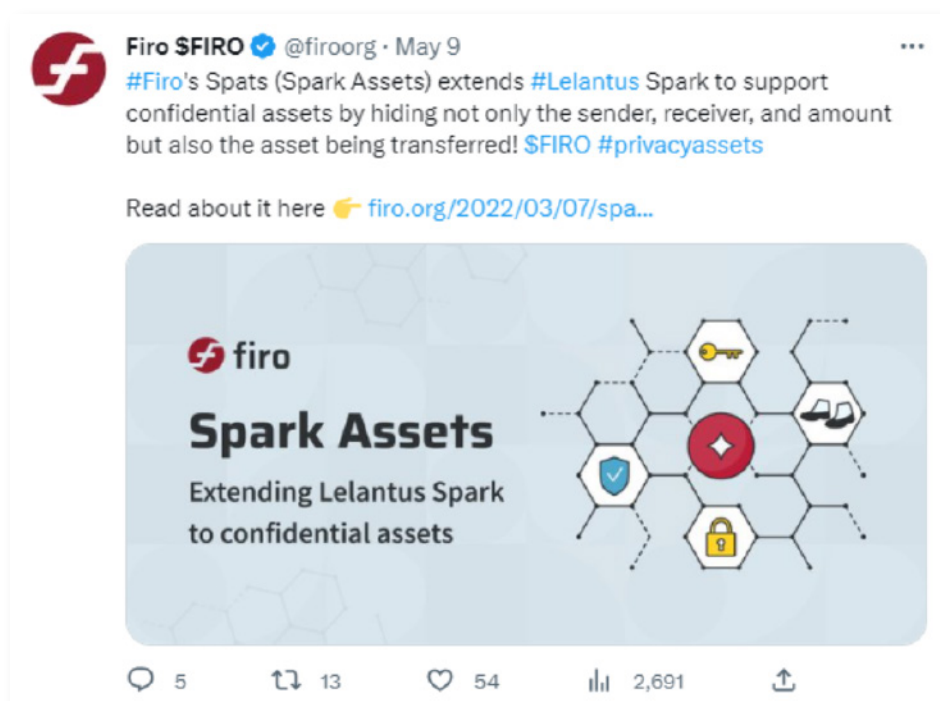 Firo $FIRO @firoorg · May 9
#Firo's Spats (Spark Assets) extends #Lelantus Spark to support
confidential assets by hiding not only the sender, receiver, and amount
but also the asset being transferred! $FIRO #privacyassets
Read about it here 👉 firo.org/2022/03/07/spa...
firo
Spark Assets
Extending Lelantus Spark
to confidential assets
5 13 54 2,691